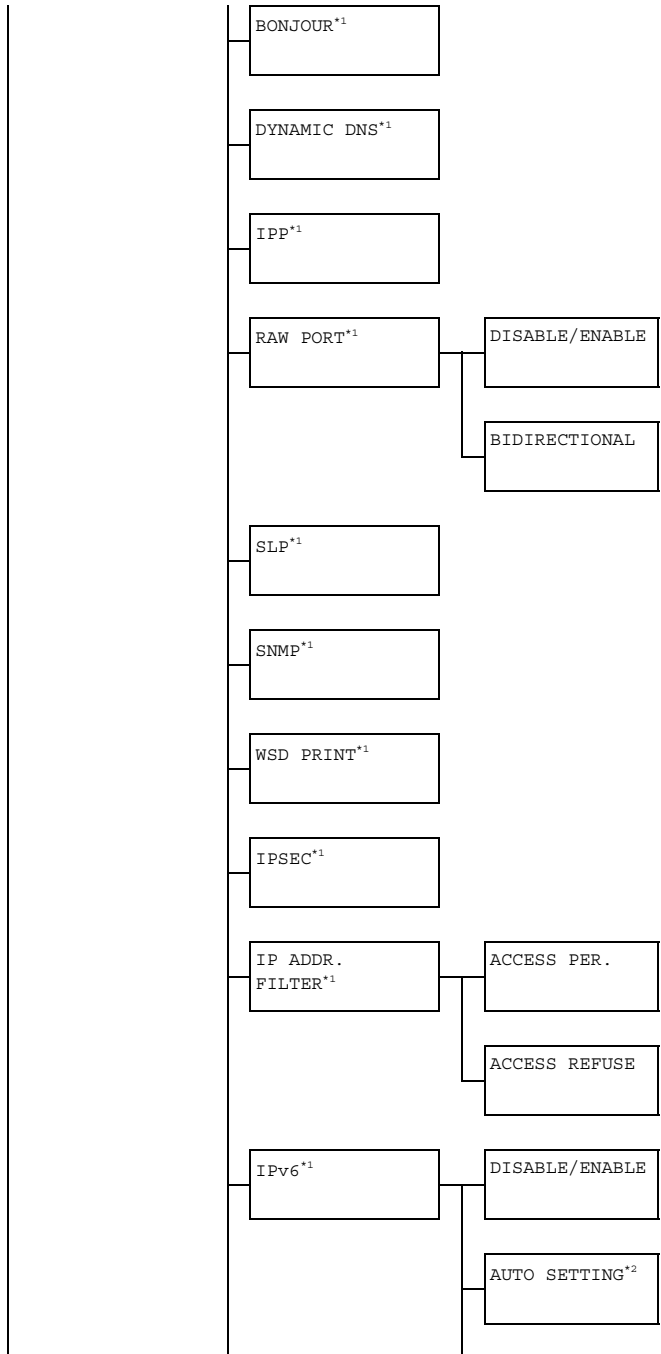 BONJOUR*1
DYNAMIC DNS*1
IPP*1
RAW PORT*1
DISABLE/ENABLE
BIDIRECTIONAL
SLP*1
SNMP*1
WSD PRINT*1
IPSEC*1
IP ADDR.
FILTER*1
ACCESS PER.
ACCESS REFUSE
IPv6*1
DISABLE/ENABLE
AUTO SETTING*2